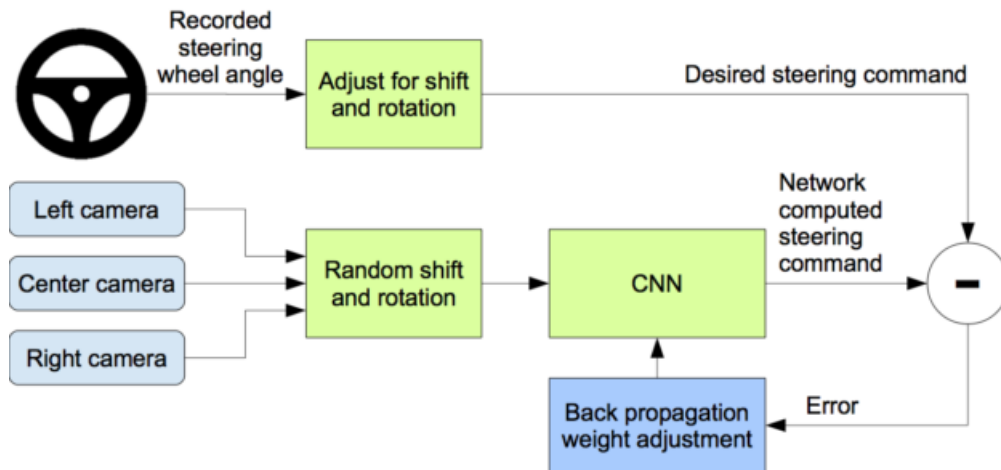 Recorded
steering
wheel angle
Adjust for shift
and rotation
Desired steering command
Left camera
Center camera
Right camera
Random shift
and rotation
CNN
Network
computed
steering
command
-
Back propagation
weight adjustment
Error